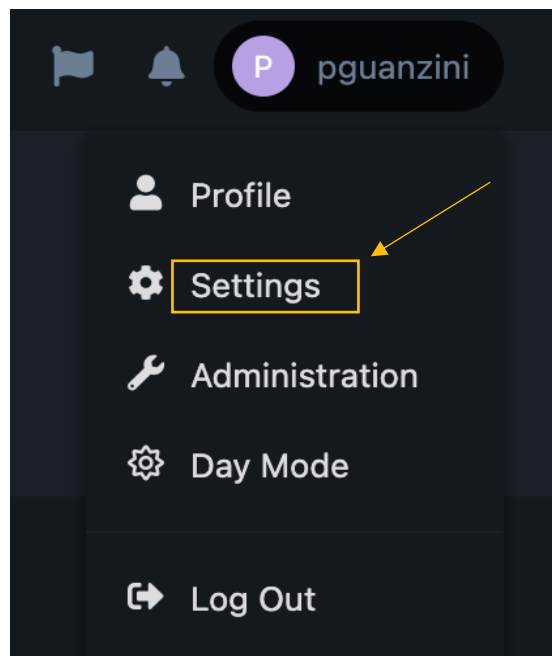 P pguanzini
Profile
Settings
Administration
Day Mode
Log Out